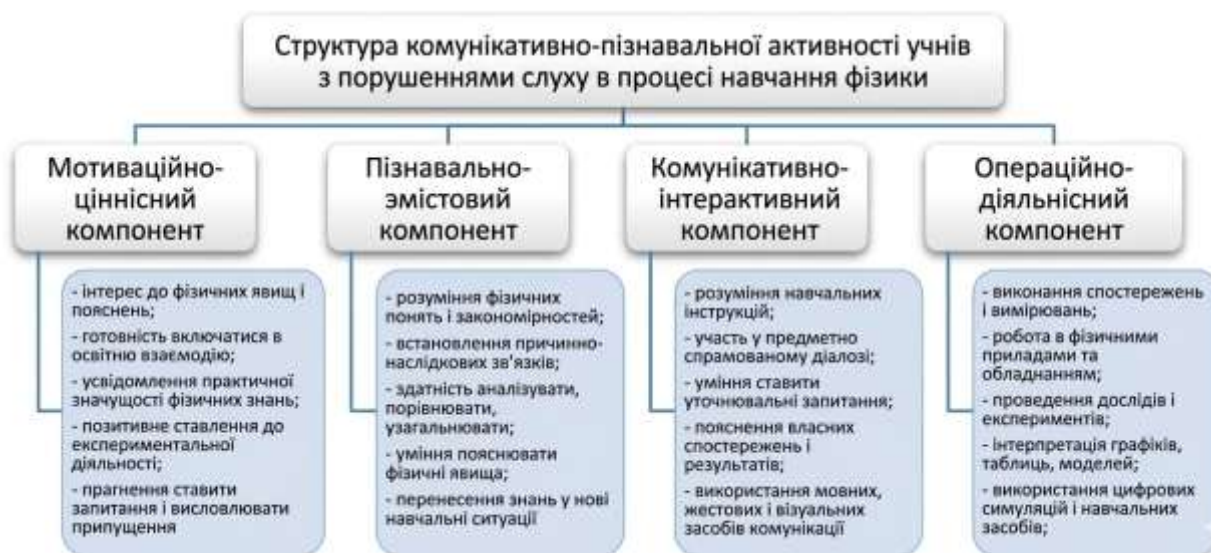 Структура комунікативно-пізнавальної активності учнів
з порушеннями слуху в процесі навчання фізики
Мотиваційно-
ціннісний
компонент
- інтерес до фізичних явищ і
пояснень;
- готовність включатися в
освітню взаємодію;
- усвідомлення практичної
значущості фізичних знань;
- позитивне ставлення до
експериментальної
діяльності;
- прагнення ставити
запитання і висловлювати
припущення
Пізнавально-
эмістовий
компонент
- розуміння фізичних
понять і закономірностей;
- встановлення причинно-
наслідкових зв'язків;
- здатність аналізувати,
порівнювати,
узагальнювати;
- уміння пояснювати
фізичні явища;
- перенесення знань у нові
навчальні ситуації
Комунікативно-
інтерактивний
компонент
- розуміння навчальних
інструкцій;
- участь у предметно
спрамованому діалозі;
- уміння ставити
уточнювальні запитання;
- пояснення власних
спостережень і
результатів;
- використання мовних,
жестових і візуальних
засобів комунікації
Операційно-
діяльнісний
компонент
- виконання спостережень
і вимірювань;
- робота в фізичними
приладами та
обладнанням;
- проведення дослідів і
експериментів;
- інтерпретація графіків,
таблиць, моделей;
- використання цифрових
симуляцій і навчальних
засобів;